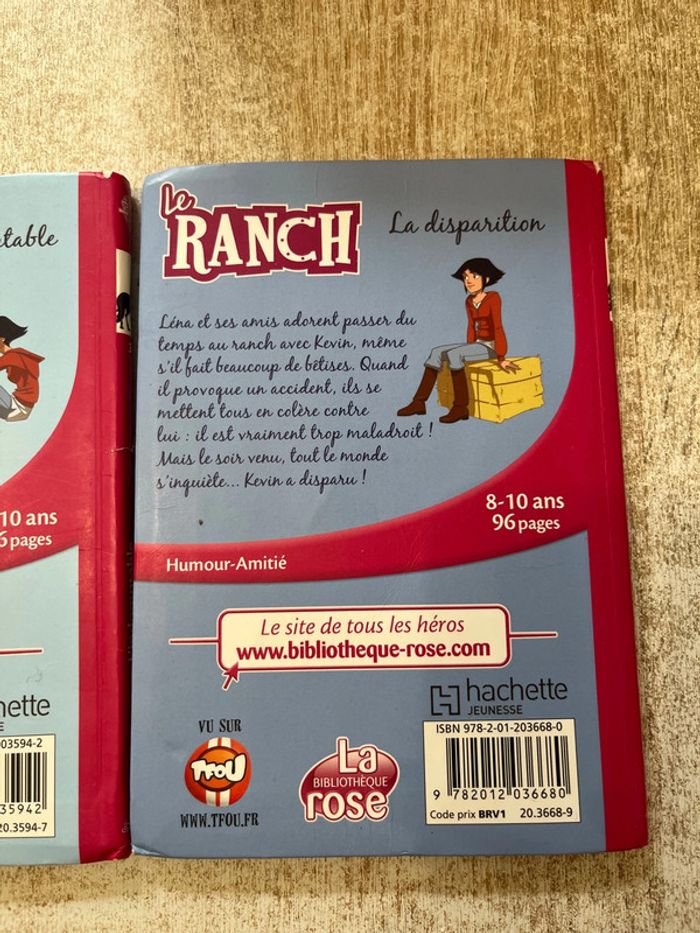 table
10 ans
pages
hette
03594-2
35942
20.3594-7
Le
RANCH
La disparition
Léna et ses amis adorent passer du
temps au ranch avec Kevin, même
s'il fait beaucoup de bêtises. Quand
il provoque un accident, ils se
mettent tous en colère contre
lui : il est vraiment trop maladroit !
Mais le soir venu, tout le monde
s'inquiète... Kevin a disparu !
8-10 ans
96 pages
Humour-Amitié
Le site de tous les héros
www.bibliotheque-rose.com
hachette
JEUNESSE
VU SUR
TFOU
WWW.TFOU.FR
La
BIBLIOTHÈQUE
rose
ISBN 978-2-01-203668-0
9 782012 036680
Code prix BRV1 20.3668-9